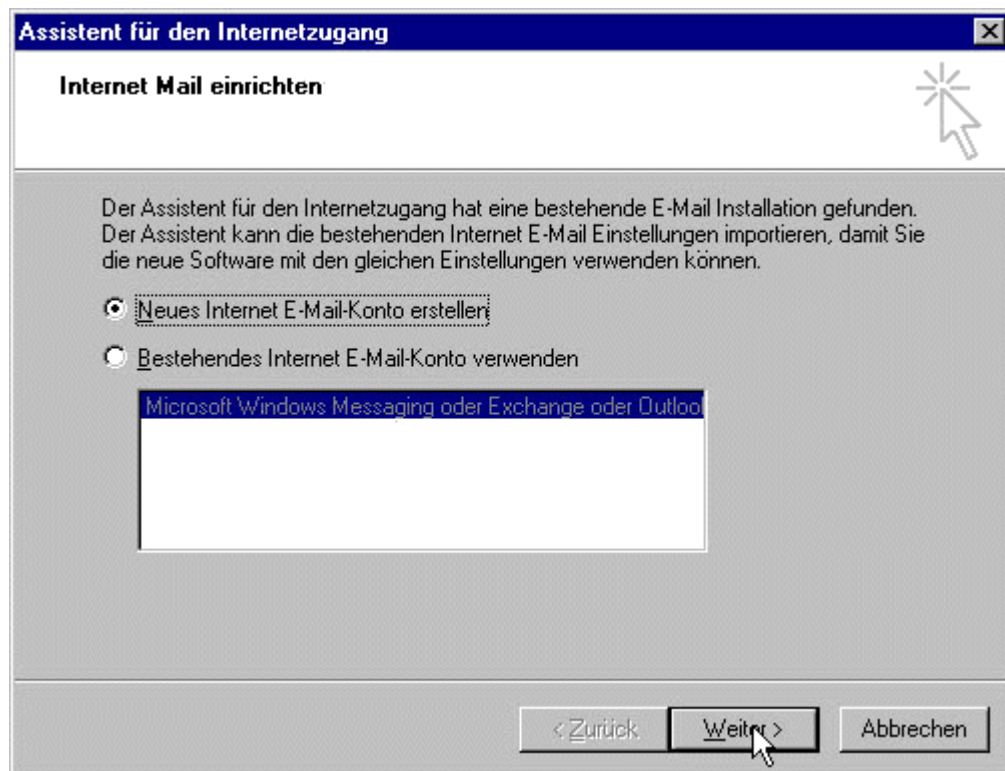 Assistent für den Internetzugang
Internet Mail einrichten
Der Assistent für den Internetzugang hat eine bestehende E-Mail Installation gefunden.
Der Assistent kann die bestehenden Internet E-Mail Einstellungen importieren, damit Sie
die neue Software mit den gleichen Einstellungen verwenden können.
Neues Internet E-Mail-Konto erstellen
Bestehendes Internet E-Mail-Konto verwenden
Microsoft Windows Messaging oder Exchange oder Outlool
< Zurück Weiter > Abbrechen